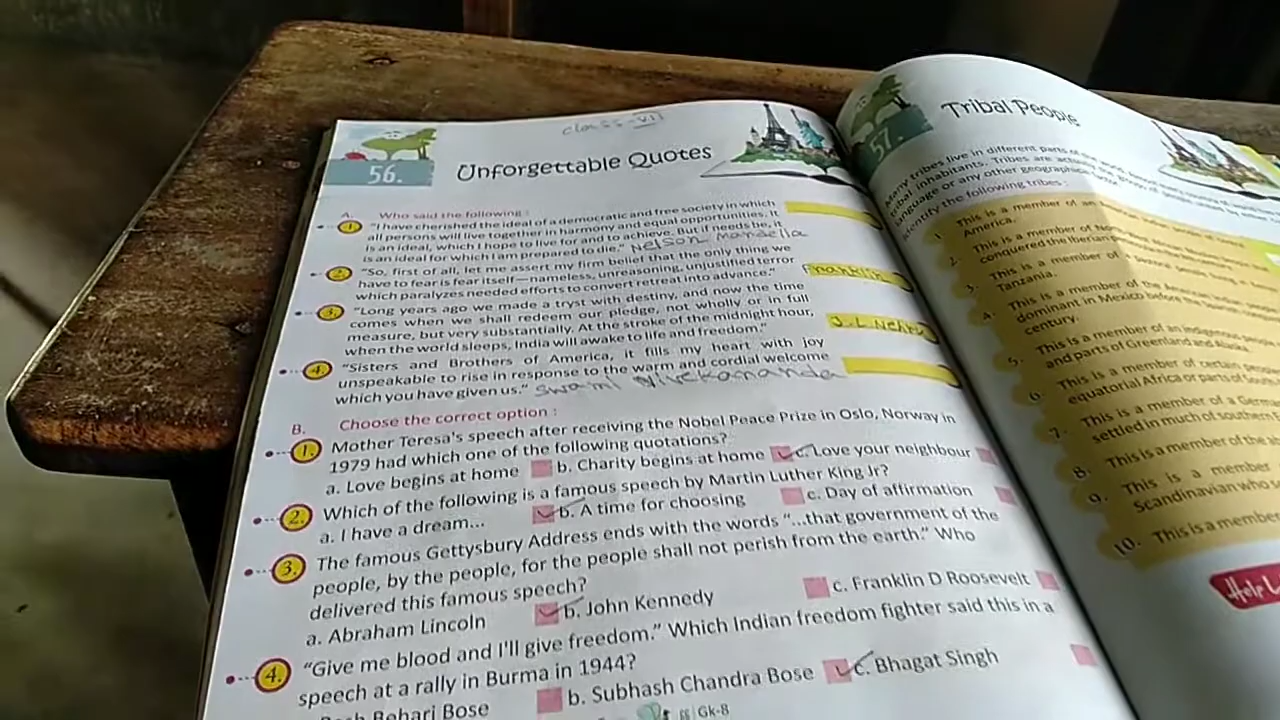 class-VII
56.
Unforgettable Quotes
A. Who said the following :
1. "I have cherished the ideal of a democratic and free society in which
all persons will live together in harmony and equal opportunities. It
is an ideal, which I hope to live for and to achieve. But if needs be, it
is an ideal for which I am prepared to die." Nelson Mandella
2. "So, first of all, let me assert my firm belief that the only thing we
have to fear is fear itself—nameless, unreasoning, unjustified terror
which paralyzes needed efforts to convert retreat into advance."
Franklin
3. "Long years ago we made a tryst with destiny, and now the time
comes when we shall redeem our pledge, not wholly or in full
measure, but very substantially. At the stroke of the midnight hour,
when the world sleeps, India will awake to life and freedom."
J.L Nehru
4. "Sisters and Brothers of America, it fills my heart with joy
unspeakable to rise in response to the warm and cordial welcome
which you have given us." Swami Vivekananda
B. Choose the correct option :
1. Mother Teresa's speech after receiving the Nobel Peace Prize in Oslo, Norway in
1979 had which one of the following quotations?
a. Love begins at home b. Charity begins at home c. Love your neighbour
2. Which of the following is a famous speech by Martin Luther King Jr?
a. I have a dream... b. A time for choosing c. Day of affirmation
3. The famous Gettysbury Address ends with the words "...that government of the
people, by the people, for the people shall not perish from the earth." Who
delivered this famous speech?
a. Abraham Lincoln b. John Kennedy c. Franklin D Roosevelt
4. "Give me blood and I'll give freedom." Which Indian freedom fighter said this in a
speech at a rally in Burma in 1944?
Behari Bose b. Subhash Chandra Bose c. Bhagat Singh
Gk-8
57.
Tribal People
Many tribes live in different parts of the
tribal inhabitants. Tribes are
language or any other geographical
Identify the following tribes :
1. This is a member of an
America.
2. This is a member of
conquered the Iberian
3. This is a member of a
Tanzania.
4. This is a member of the American Indian
dominant in Mexico before the
century.
5. This is a member of an indigenous people
and parts of Greenland and Alaska.
6. This is a member of certain
equatorial Africa or parts of South
7. This is a member of a Germ
settled in much of southern
8. This is a member of the
9. This is a member
Scandinavian who
10. This is a member
Help